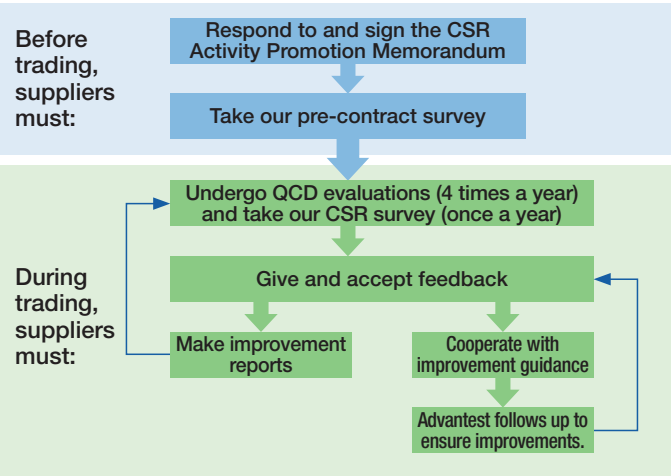 Before
trading,
suppliers
must:
Respond to and sign the CSR
Activity Promotion Memorandum
Take our pre-contract survey
During
trading,
suppliers
must:
Undergo QCD evaluations (4 times a year)
and take our CSR survey (once a year)
Give and accept feedback
Make improvement
reports
Cooperate with
improvement guidance
Advantest follows up to
ensure improvements.